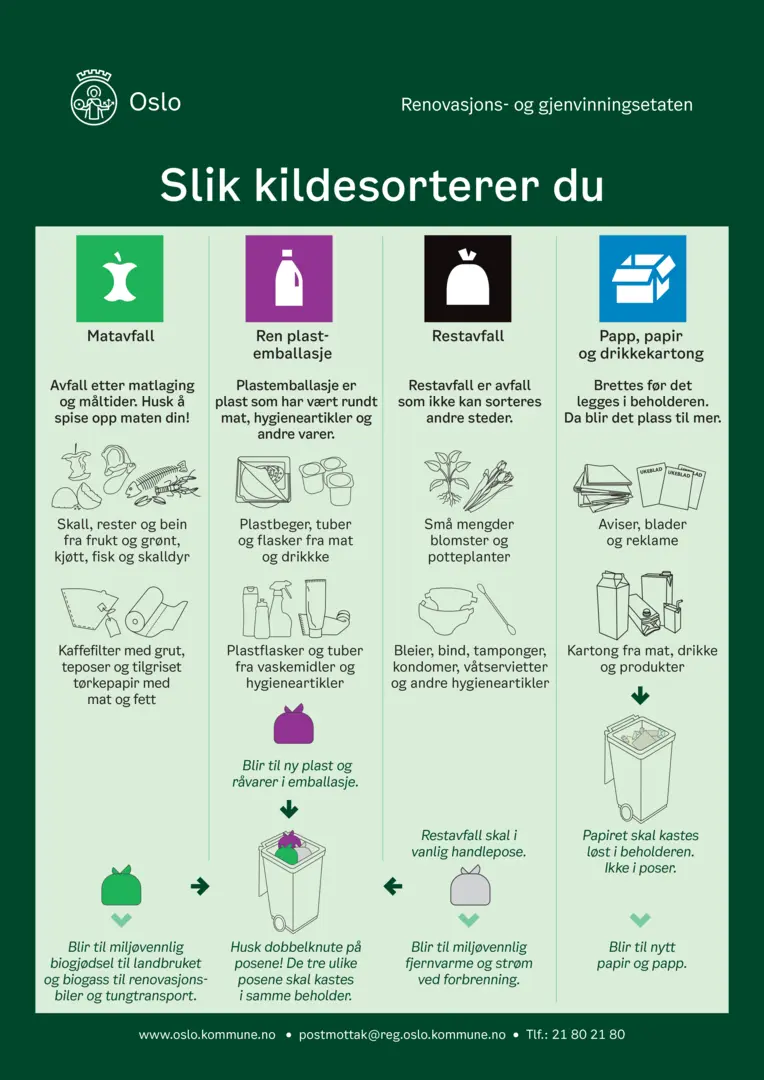 Oslo
Renovasjons- og gjenvinningsetaten
Slik kildesorterer du
Matavfall
Avfall etter matlaging
og måltider. Husk å
spise opp maten din!
Skall, rester og bein
fra frukt og grønt,
kjøtt, fisk og skalldyr
Kaffefilter med grut,
teposer og tilgriset
tørkepapir med
mat og fett
Blir til miljøvennlig
biogjødsel til landbruket
og biogass til renovasjons-
biler og tungtransport.
Ren plast-
emballasje
Plastemballasje er
plast som har vært rundt
mat, hygieneartikler og
andre varer.
Plastbeger, tuber
og flasker fra mat
og drikkke
Plastflasker og tuber
fra vaskemidler og
hygieneartikler
Blir til ny plast og
råvarer i emballasje.
Husk dobbelknute på
posene! De tre ulike
posene skal kastes
i samme beholder.
Restavfall
Restavfall er avfall
som ikke kan sorteres
andre steder.
Små mengder
blomster og
potteplanter
Bleier, bind, tamponger,
kondomer, våtservietter
og andre hygieneartikler
Restavfall skal i
vanlig handlepose.
Blir til miljøvennlig
fjernvarme og strøm
ved forbrenning.
Papp, papir
og drikkekartong
Brettes før det
legges i beholderen.
Da blir det plass til mer.
UKEBLAD
UKEBLAD
LAD
Aviser, blader
og reklame
Kartong fra mat, drikke
og produkter
Papiret skal kastes
løst i beholderen.
Ikke i poser.
Blir til nytt
papir og papp.
www.oslo.kommune.no • postmottak@reg.oslo.kommune.no • Tlf.: 21 80 21 80